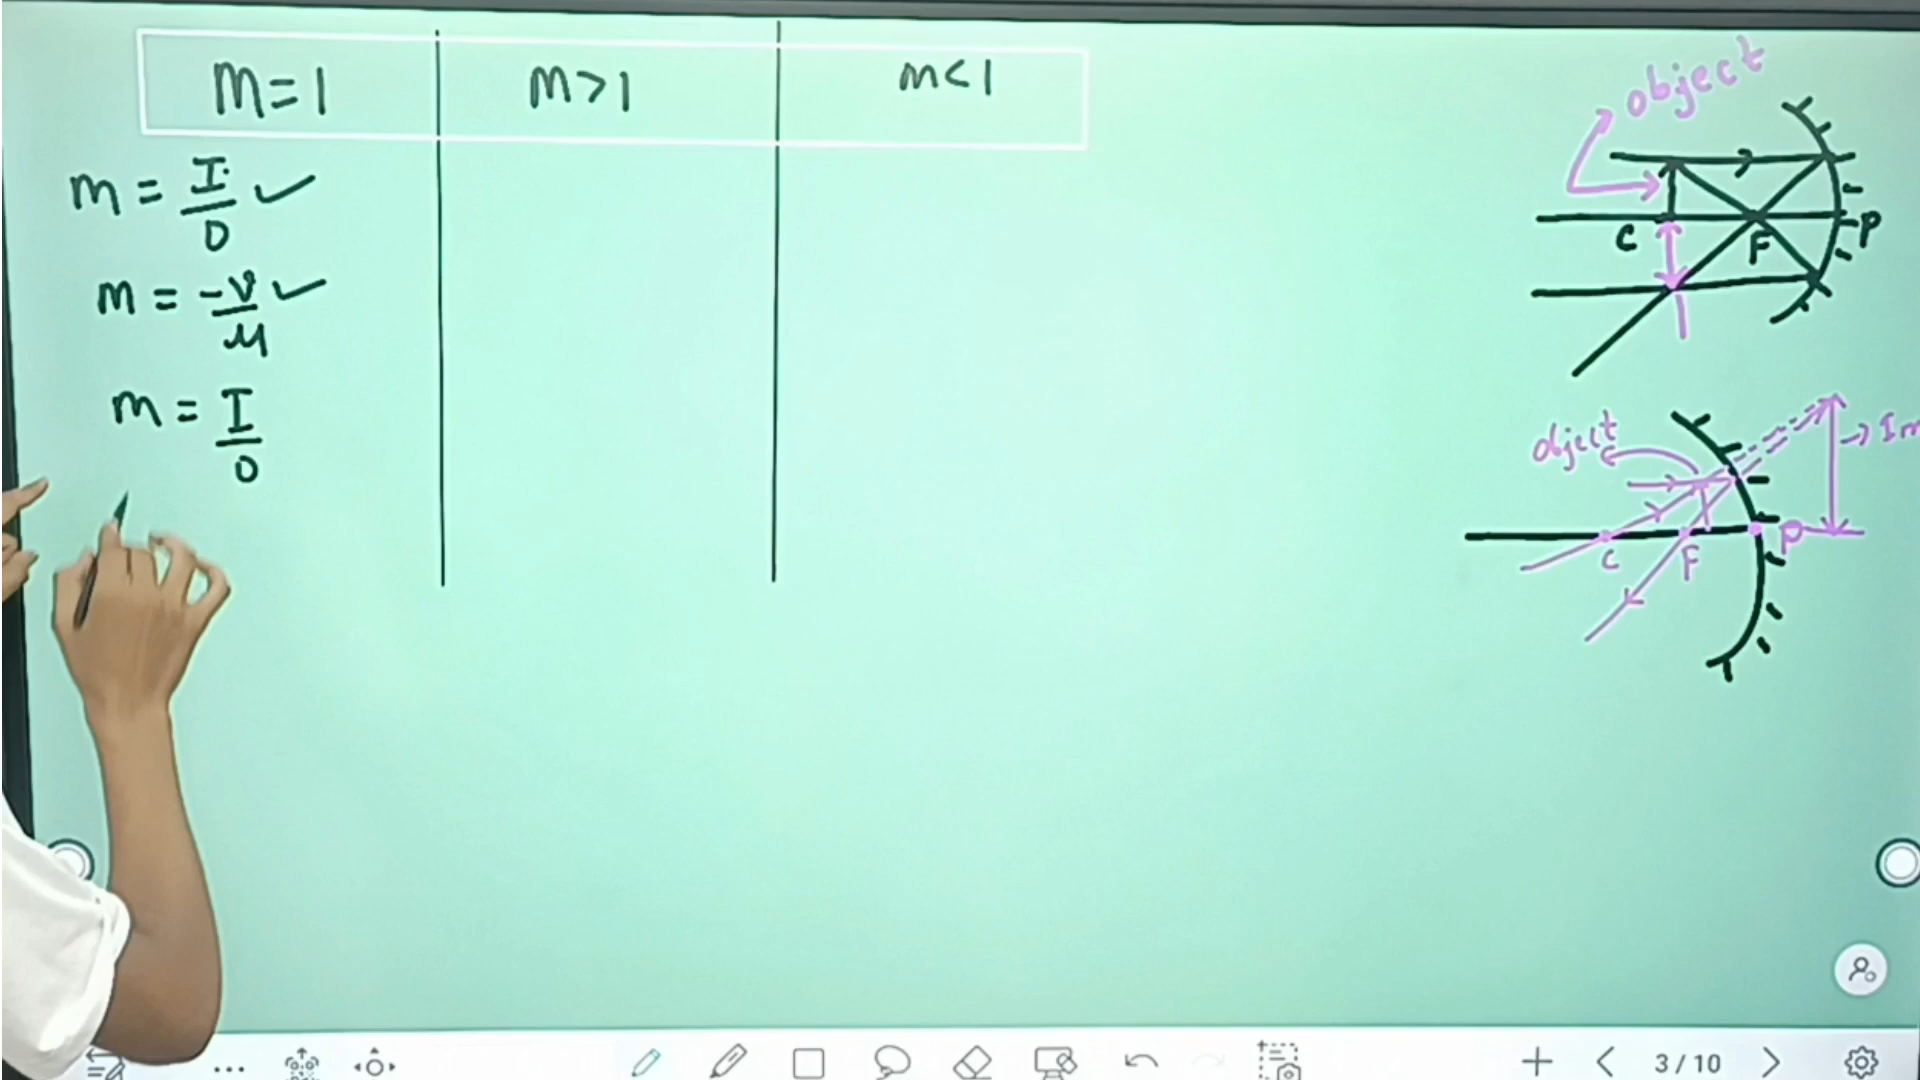 m = 1
m > 1
m < 1
m = I/O ✓
m = -v/u ✓
m = I/O
object
C F P
object
→ Im
C F P
3 / 10